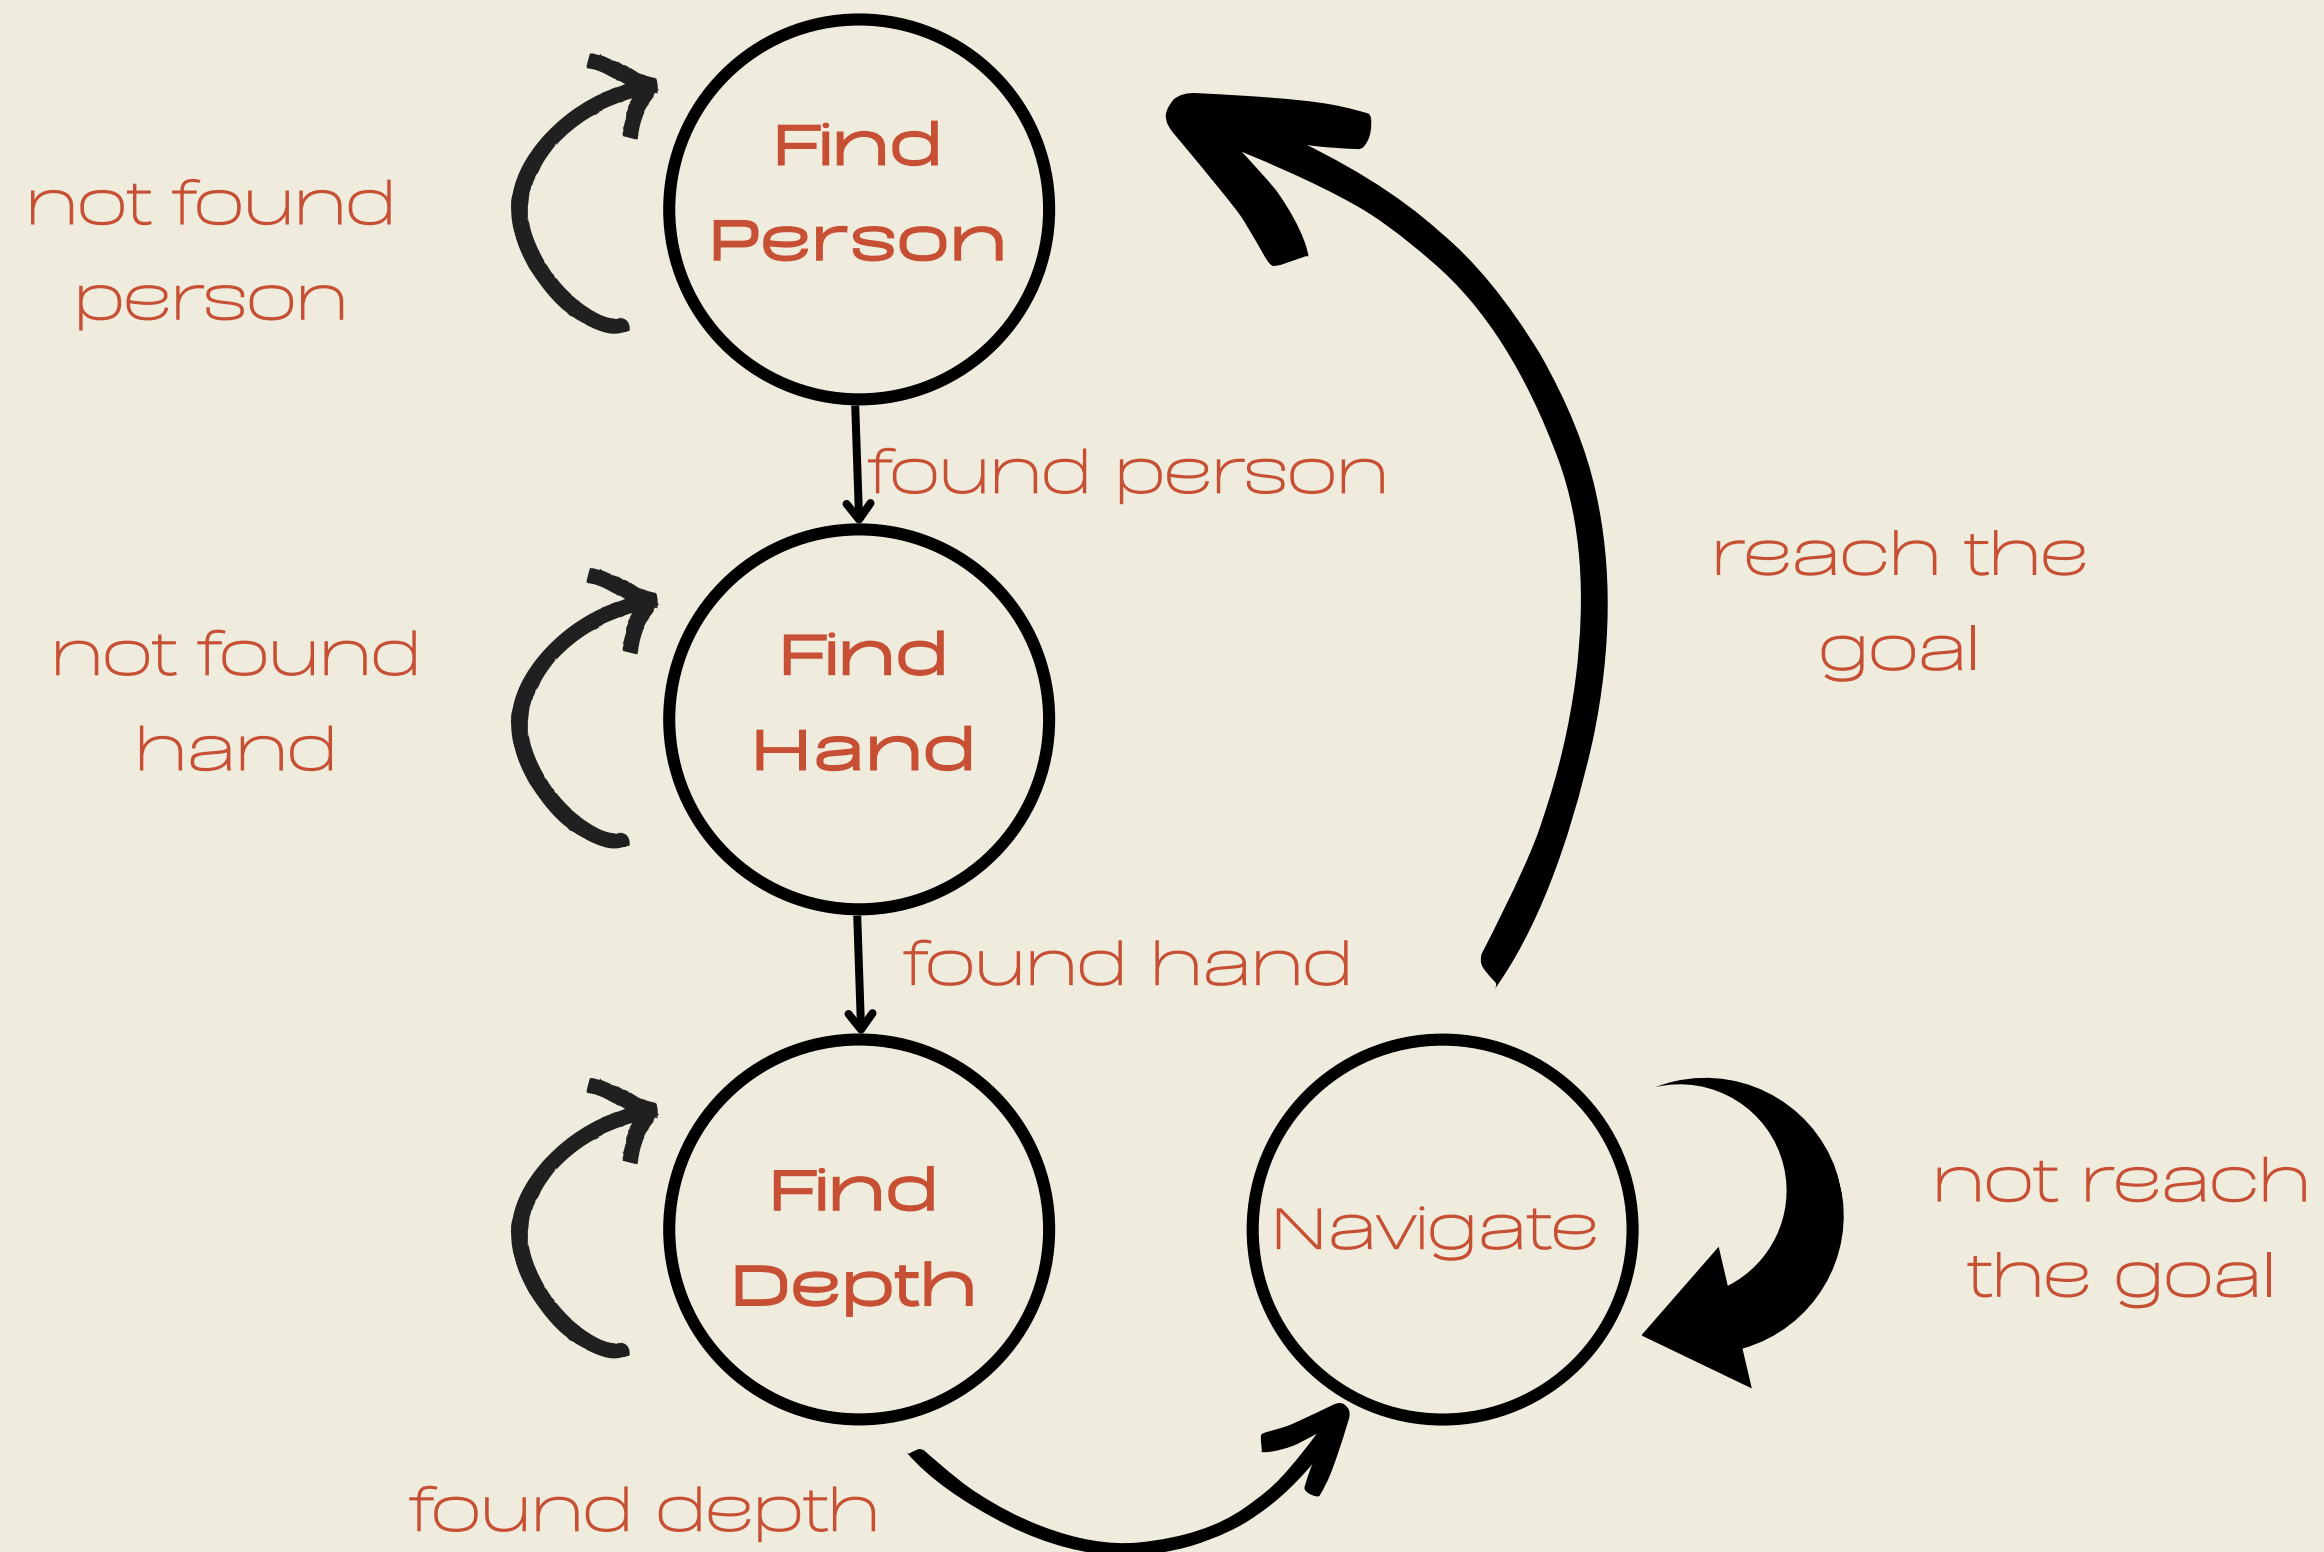 Find
Person
not found
person
found person
Find
Hand
not found
hand
reach the
goal
found hand
Find
Depth
Navigate
not reach
the goal
found depth